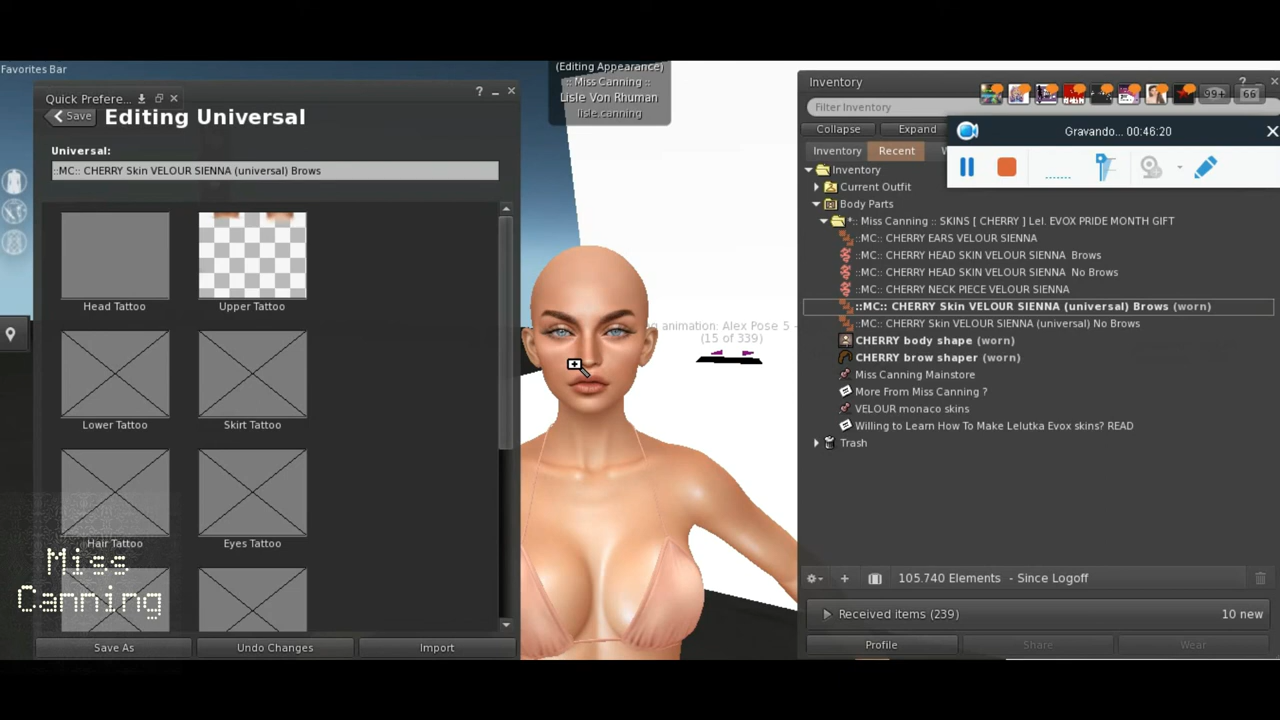 Favorites Bar
Quick Prefere...
Save
Editing Universal
Universal:
::MC:: CHERRY Skin VELOUR SIENNA (universal) Brows
Head Tattoo
Upper Tattoo
Lower Tattoo
Skirt Tattoo
Hair Tattoo
Eyes Tattoo
Miss
Canning
Save As
Undo Changes
Import
(Editing Appearance)
:: Miss Canning ::
Lisle Von Rhuman
lisle.canning
g animation: Alex Pose 5 -
(15 of 339)
Inventory
99+
66
Filter Inventory
Collapse
Expand
Gravando... 00:46:20
Inventory
Recent
Inventory
Current Outfit
Body Parts
*:: Miss Canning :: SKINS [ CHERRY ] Lel. EVOX PRIDE MONTH GIFT
::MC:: CHERRY EARS VELOUR SIENNA
::MC:: CHERRY HEAD SKIN VELOUR SIENNA Brows
::MC:: CHERRY HEAD SKIN VELOUR SIENNA No Brows
::MC:: CHERRY NECK PIECE VELOUR SIENNA
::MC:: CHERRY Skin VELOUR SIENNA (universal) Brows (worn)
::MC:: CHERRY Skin VELOUR SIENNA (universal) No Brows
CHERRY body shape (worn)
CHERRY brow shaper (worn)
Miss Canning Mainstore
More From Miss Canning ?
VELOUR monaco skins
Willing to Learn How To Make Lelutka Evox skins? READ
Trash
105.740 Elements - Since Logoff
Received items (239)
10 new
Profile
Share
Wear